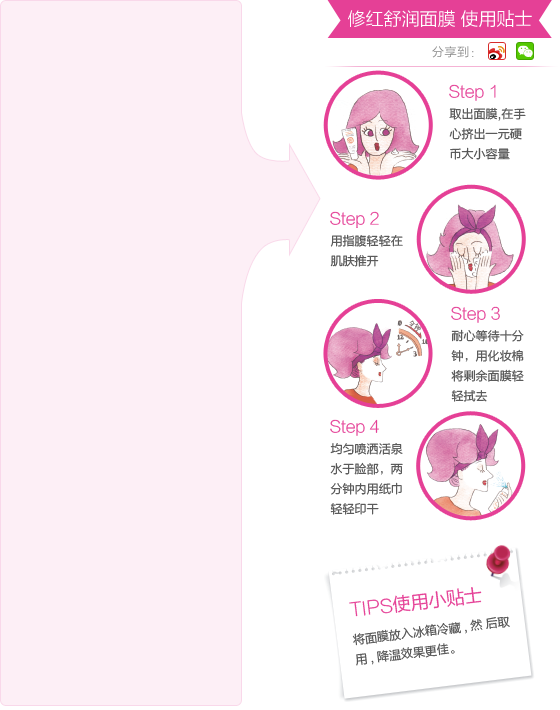 修红舒润面膜 使用贴士
分享到：
Step 1
取出面膜,在手
心挤出一元硬
币大小容量
Step 2
用指腹轻轻在
肌肤推开
Step 3
耐心等待十分
钟，用化妆棉
将剩余面膜轻
轻拭去
Step 4
均匀喷洒活泉
水于脸部，两
分钟内用纸巾
轻轻印干
TIPS使用小贴士
将面膜放入冰箱冷藏，然 后取
用，降温效果更佳。